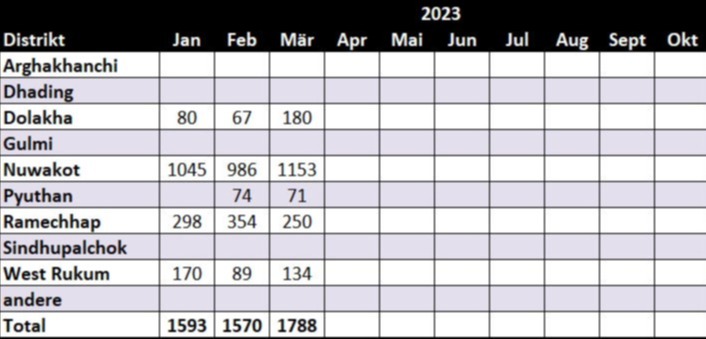 2023
Distrikt Jan Feb Mär Apr Mai Jun Jul Aug Sept Okt
Arghakhanchi
Dhading
Dolakha 80 67 180
Gulmi
Nuwakot 1045 986 1153
Pyuthan 74 71
Ramechhap 298 354 250
Sindhupalchok
West Rukum 170 89 134
andere
Total 1593 1570 1788